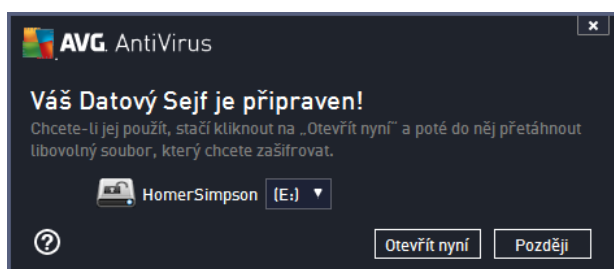 AVG. AntiVirus
Váš Datový Sejf je připraven!
Chcete-li jej použít, stačí kliknout na „Otevřít nyní“ a poté do něj přetáhnout
libovolný soubor, který chcete zašifrovat.
HomerSimpson (E:)
Otevřít nyní Později